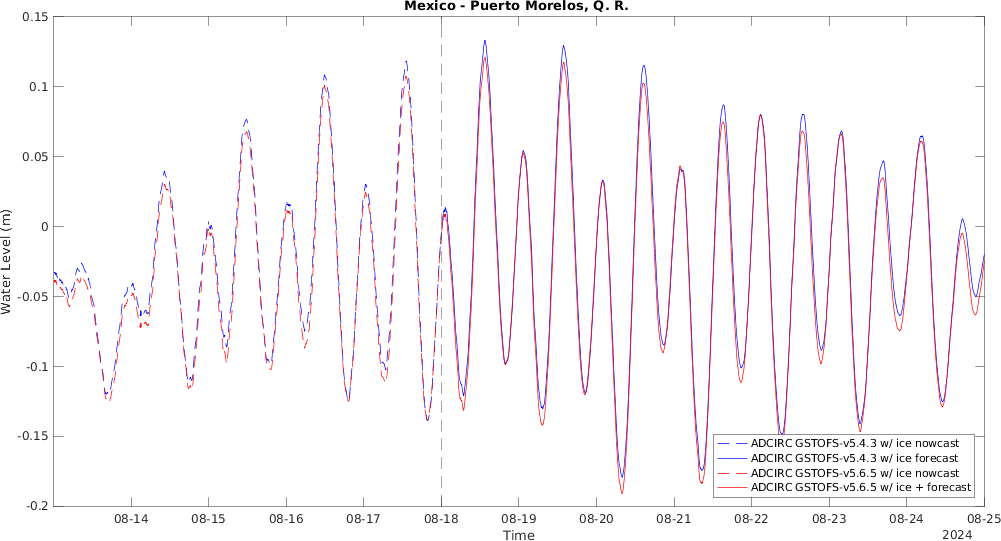 Mexico - Puerto Morelos, Q. R.
Water Level (m)
0.15
0.1
0.05
0
-0.05
-0.1
-0.15
-0.2
ADCIRC GSTOFS-v5.4.3 w/ ice nowcast
ADCIRC GSTOFS-v5.4.3 w/ ice forecast
ADCIRC GSTOFS-v5.6.5 w/ ice nowcast
ADCIRC GSTOFS-v5.6.5 w/ ice + forecast
08-14 08-15 08-16 08-17 08-18 08-19 08-20 08-21 08-22 08-23 08-24 08-25
Time
2024